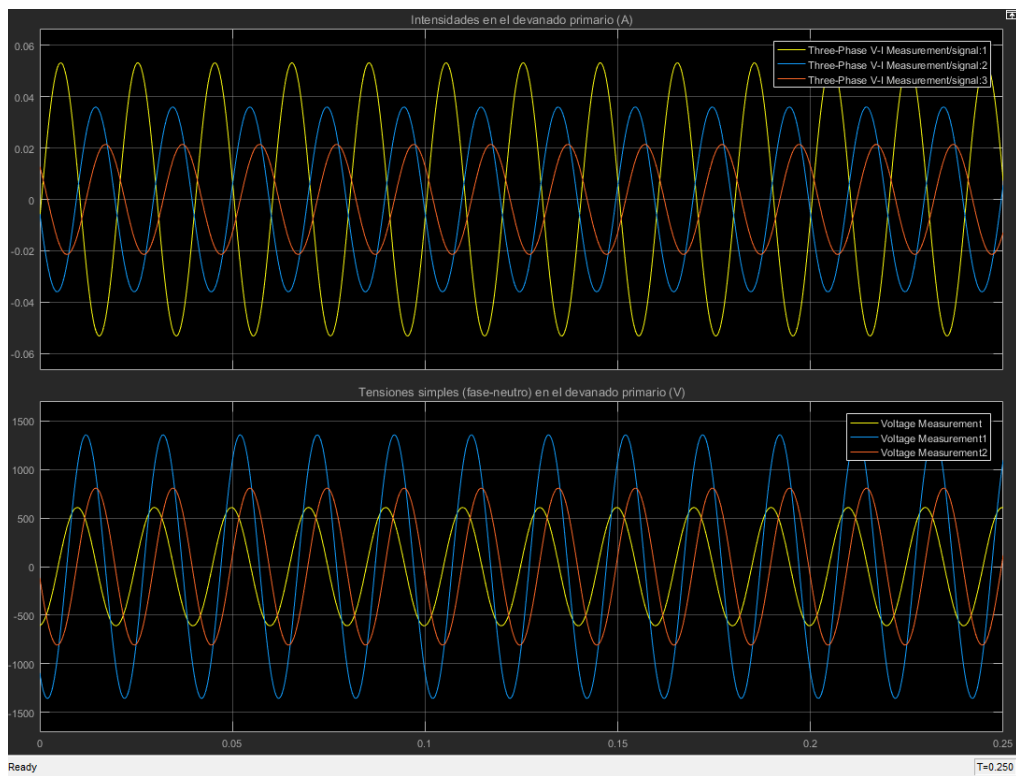 Intensidades en el devanado primario (A)
Three-Phase V-I Measurement/signal:1
Three-Phase V-I Measurement/signal:2
Three-Phase V-I Measurement/signal:3
0.06
0.04
0.02
0
-0.02
-0.04
-0.06
Tensiones simples (fase-neutro) en el devanado primario (V)
Voltage Measurement
Voltage Measurement1
Voltage Measurement2
1500
1000
500
0
-500
-1000
-1500
0 0.05 0.1 0.15 0.2 0.25
Ready T=0.250